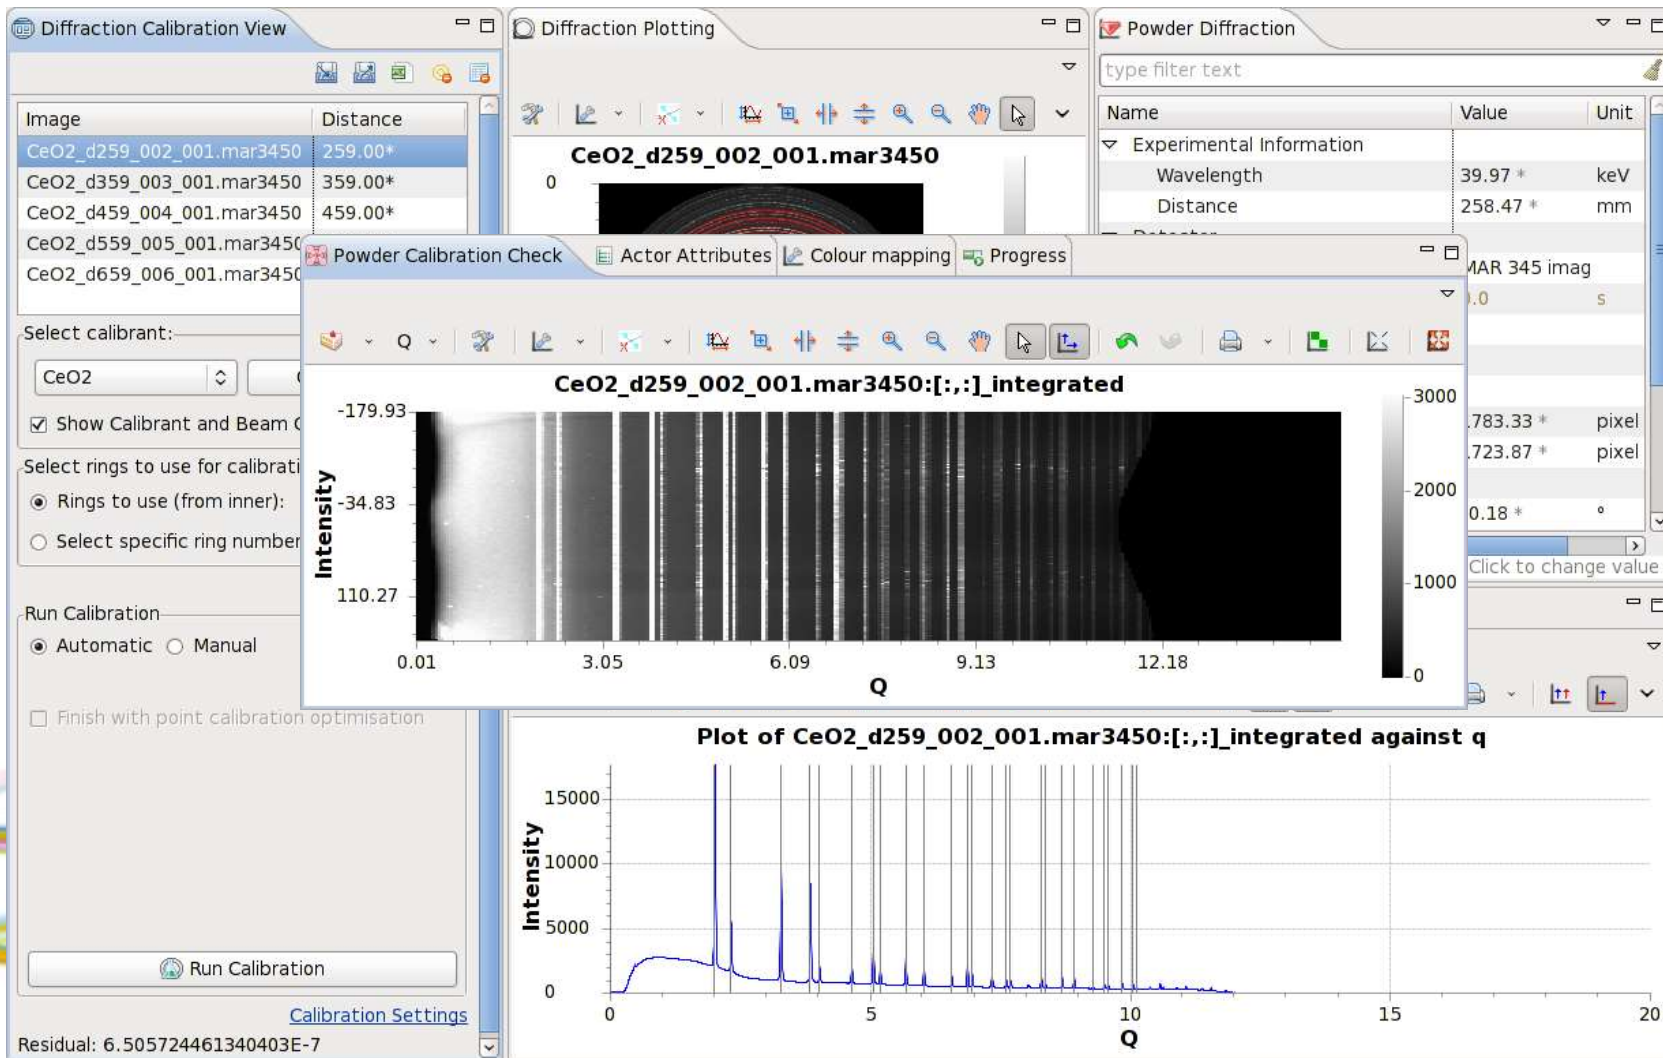 Diffraction Calibration View
Image Distance
CeO2_d259_002_001.mar3450 259.00*
CeO2_d359_003_001.mar3450 359.00*
CeO2_d459_004_001.mar3450 459.00*
CeO2_d559_005_001.mar3450
CeO2_d659_006_001.mar3450
Select calibrant:
CeO2
Show Calibrant and Beam
Select rings to use for calibrati
Rings to use (from inner):
Select specific ring number
Run Calibration
Automatic Manual
Finish with point calibration optimisation
Run Calibration
Calibration Settings
Residual: 6.505724461340403E-7
Diffraction Plotting
CeO2_d259_002_001.mar3450
0
Powder Diffraction
type filter text
Name Value Unit
Experimental Information
Wavelength 39.97 * keV
Distance 258.47 * mm
Detector
MAR 345 imag
.0 s
.783.33 * pixel
.723.87 * pixel
0.18 * °
Click to change value
Powder Calibration Check Actor Attributes Colour mapping Progress
Q
CeO2_d259_002_001.mar3450:[:,:]_integrated
-179.93
-34.83
110.27
Intensity
0.01 3.05 6.09 9.13 12.18
Q
3000
2000
1000
0
Plot of CeO2_d259_002_001.mar3450:[:,:]_integrated against q
15000
10000
5000
0
Intensity
0 5 10 15 20
Q